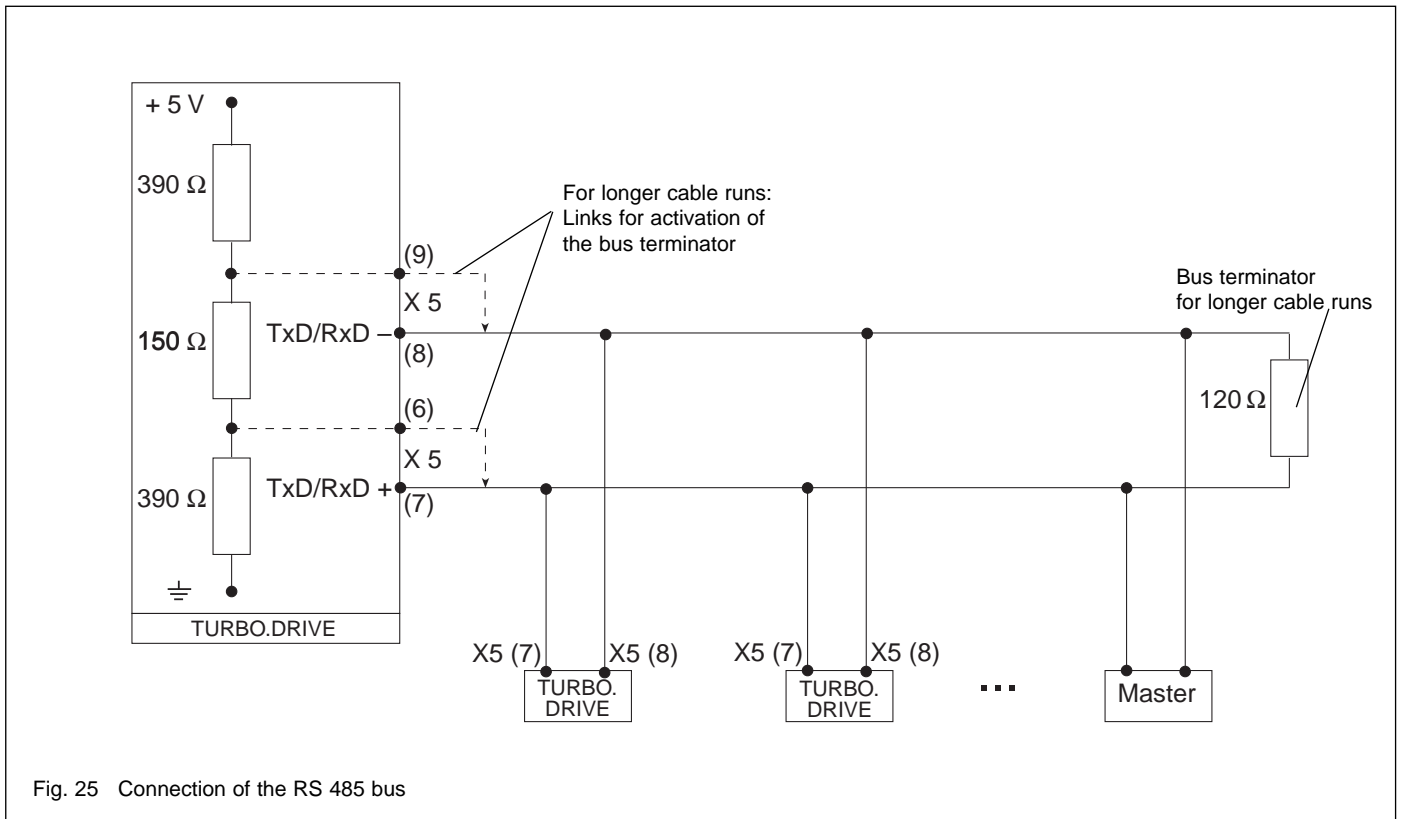 + 5 V
390 Ω
For longer cable runs:
Links for activation of
the bus terminator
(9)
X 5
Bus terminator
for longer cable runs
150 Ω
TxD/RxD –
(8)
120 Ω
(6)
X 5
390 Ω
TxD/RxD +
(7)
TURBO.DRIVE
X5 (7)
X5 (8)
X5 (7)
X5 (8)
TURBO.
DRIVE
TURBO.
DRIVE
...
Master
Fig. 25 Connection of the RS 485 bus